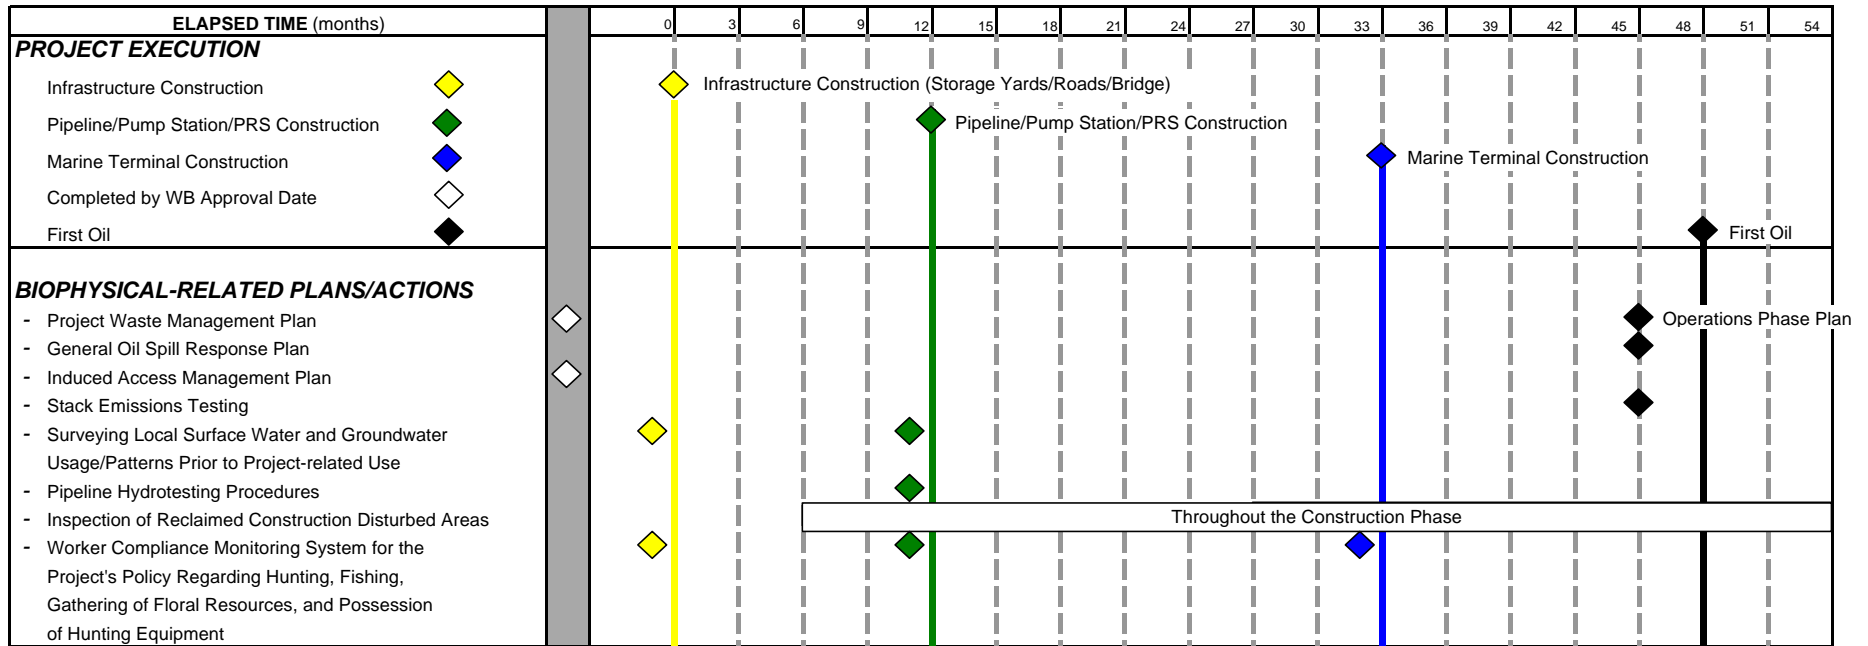 ELAPSED TIME (months) 0 3 6 9 12 15 18 21 24 27 30 33 36 39 42 45 48 51 54
PROJECT EXECUTION
Infrastructure Construction Infrastructure Construction (Storage Yards/Roads/Bridge)
Pipeline/Pump Station/PRS Construction Pipeline/Pump Station/PRS Construction
Marine Terminal Construction Marine Terminal Construction
Completed by WB Approval Date
First Oil First Oil
BIOPHYSICAL-RELATED PLANS/ACTIONS
- Project Waste Management Plan Operations Phase Plan
- General Oil Spill Response Plan
- Induced Access Management Plan
- Stack Emissions Testing
- Surveying Local Surface Water and Groundwater
Usage/Patterns Prior to Project-related Use
- Pipeline Hydrotesting Procedures
- Inspection of Reclaimed Construction Disturbed Areas Throughout the Construction Phase
- Worker Compliance Monitoring System for the
Project's Policy Regarding Hunting, Fishing,
Gathering of Floral Resources, and Possession
of Hunting Equipment